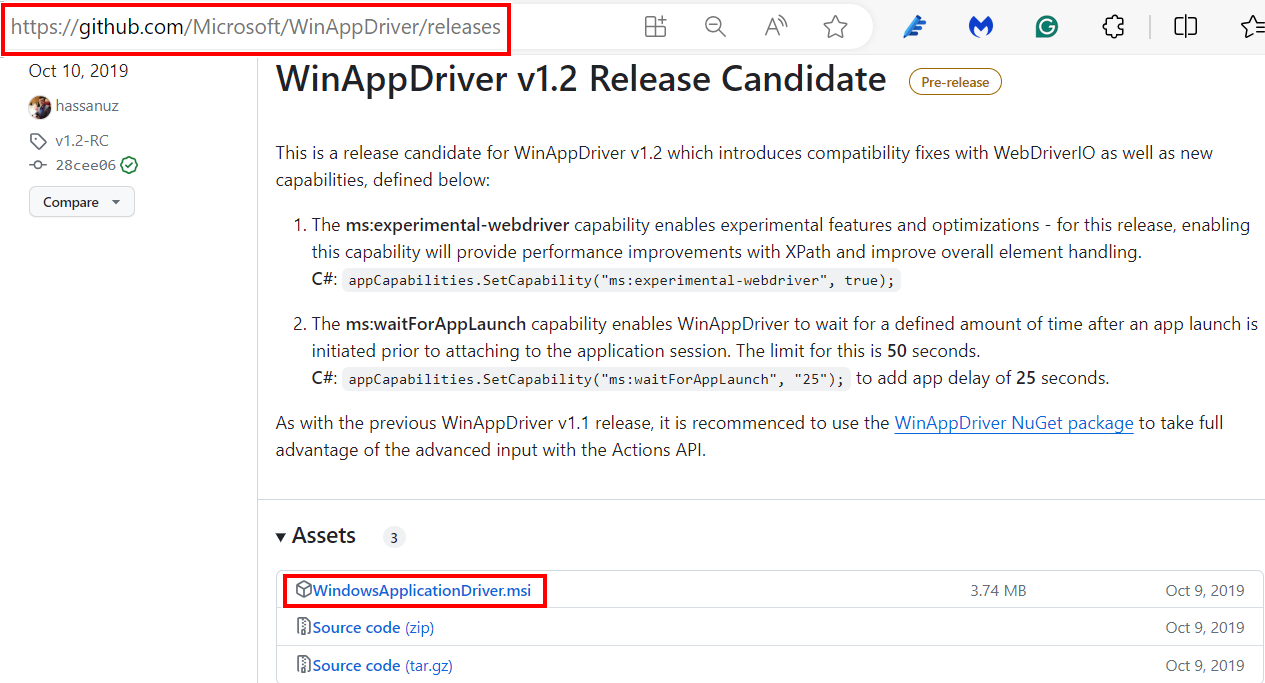 https://github.com/Microsoft/WinAppDriver/releases
Oct 10, 2019
hassanuz
v1.2-RC
28cee06
Compare
WinAppDriver v1.2 Release Candidate
Pre-release
This is a release candidate for WinAppDriver v1.2 which introduces compatibility fixes with WebDriverIO as well as new
capabilities, defined below:
1. The ms:experimental-webdriver capability enables experimental features and optimizations - for this release, enabling
this capability will provide performance improvements with XPath and improve overall element handling.
C#: appCapabilities.SetCapability("ms:experimental-webdriver", true);
2. The ms:waitForAppLaunch capability enables WinAppDriver to wait for a defined amount of time after an app launch is
initiated prior to attaching to the application session. The limit for this is 50 seconds.
C#: appCapabilities.SetCapability("ms:waitForAppLaunch", "25"); to add app delay of 25 seconds.
As with the previous WinAppDriver v1.1 release, it is recommenced to use the WinAppDriver NuGet package to take full
advantage of the advanced input with the Actions API.
Assets 3
WindowsApplicationDriver.msi 3.74 MB Oct 9, 2019
Source code (zip) Oct 9, 2019
Source code (tar.gz) Oct 9, 2019